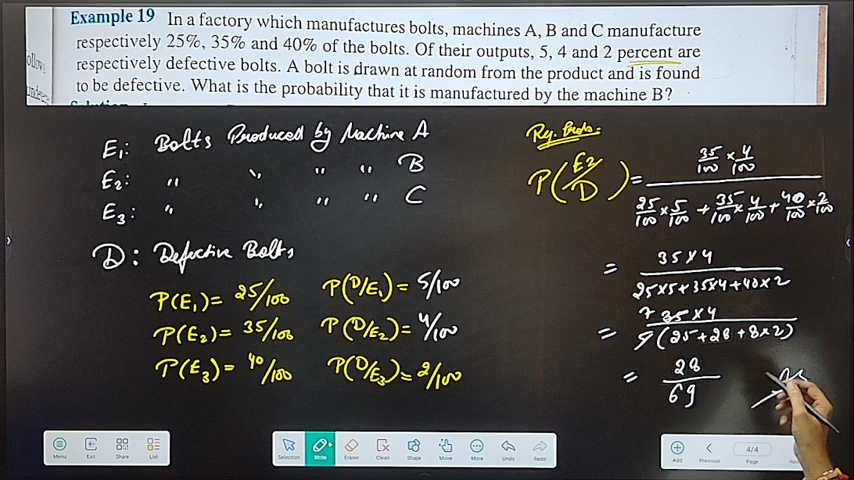 Example 19 In a factory which manufactures bolts, machines A, B and C manufacture
respectively 25%, 35% and 40% of the bolts. Of their outputs, 5, 4 and 2 percent are
respectively defective bolts. A bolt is drawn at random from the product and is found
to be defective. What is the probability that it is manufactured by the machine B?
E₁: Bolts Produced by Machine A
E₂: " " " " B
E₃: " " " " C
D: Defective Bolts
P(E₁) = 25/100 P(D/E₁) = 5/100
P(E₂) = 35/100 P(D/E₂) = 4/100
P(E₃) = 40/100 P(D/E₃) = 2/100
Req. Prob.:
P(E₂/D) = 35/100 × 4/100
25/100 × 5/100 + 35/100 × 4/100 + 40/100 × 2/100
= 35 × 4
25×5 + 35×4 + 40×2
= 7 35 × 4
5 (25 + 28 + 8×2)
= 28
69
Menu Exit Share List
Selection Write Eraser Clean Shape Move More Undo Redo
Add Previous 4/4 Page